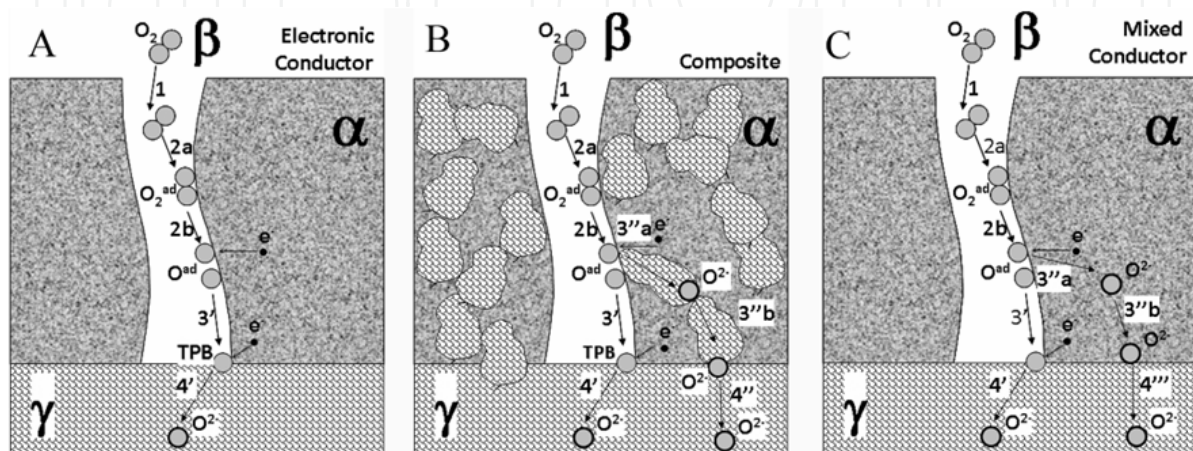 A
O₂
β
Electronic
Conductor
1
α
2a
O₂ᵃᵈ
2b
e
Oᵃᵈ
3'
e
TPB
4'
γ
O²⁻
B
O₂
β
Composite
1
α
2a
O₂ᵃᵈ
3''a
2b
e
Oᵃᵈ
O²⁻
3''b
3'
e
TPB
4'
O²⁻
4''
γ
O²⁻
O²⁻
C
O₂
β
Mixed
Conductor
1
α
2a
O₂ᵃᵈ
2b
e
O²⁻
Oᵃᵈ
3''a
3''b
3'
e
O²⁻
TPB
4'
4'''
γ
O²⁻
O²⁻